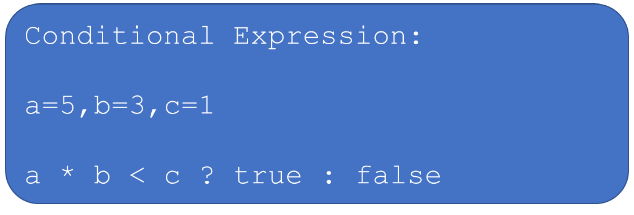 Conditional Expression:
a=5,b=3,c=1
a * b < c ? true : false